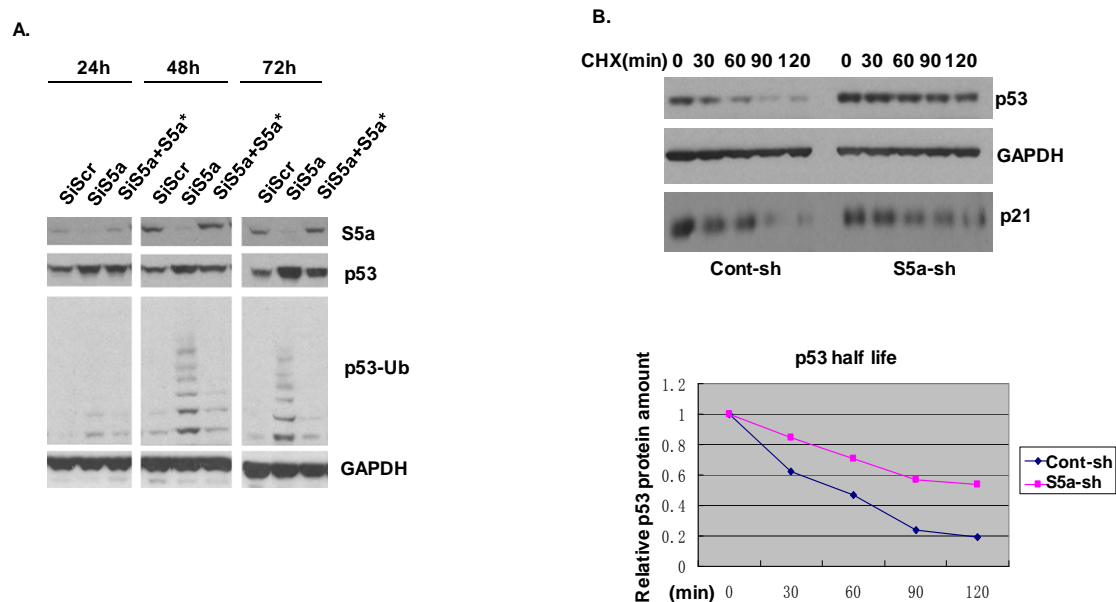 A.
24h 48h 72h
SiScr SiS5a SiS5a+S5a* SiScr SiS5a SiS5a+S5a* SiScr SiS5a SiS5a+S5a*
S5a
p53
p53-Ub
GAPDH
B.
CHX(min) 0 30 60 90 120 0 30 60 90 120
p53
GAPDH
p21
Cont-sh S5a-sh
p53 half life
Relative p53 protein amount
1.2
1
0.8
0.6
0.4
0.2
0
(min) 0 30 60 90 120
Cont-sh
S5a-sh